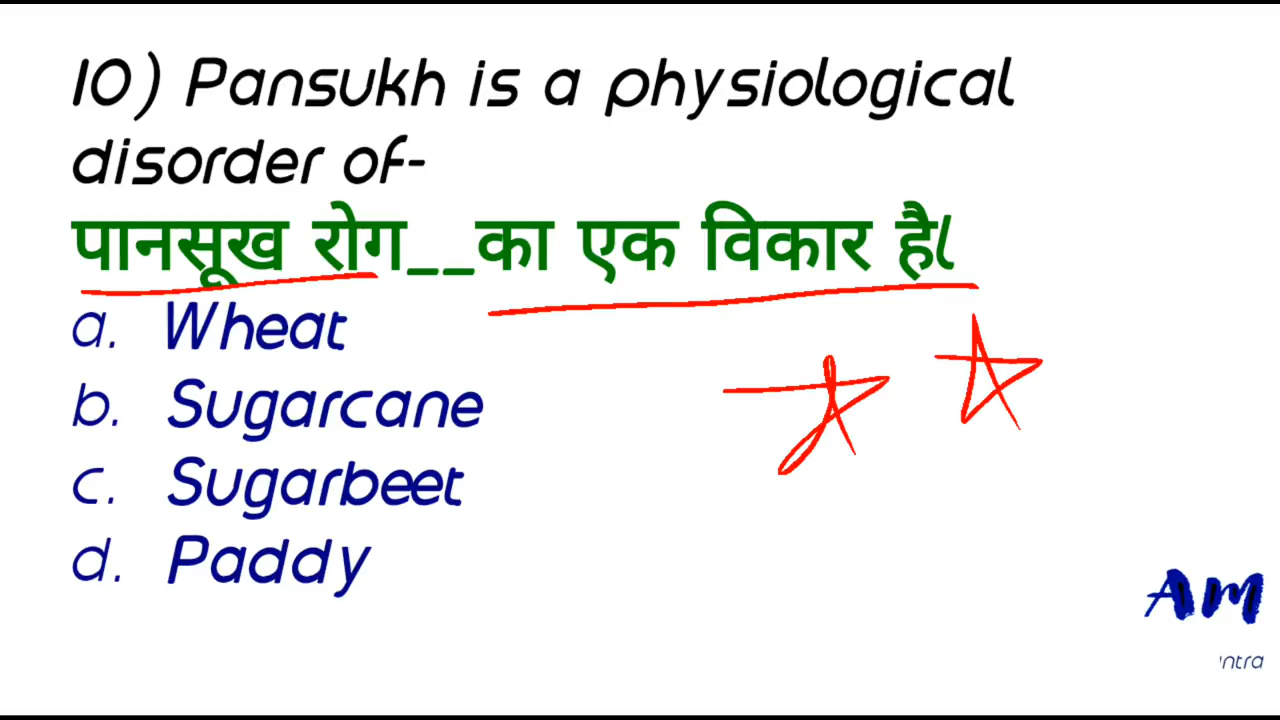 10) Pansukh is a physiological
disorder of-
पानसूख रोग__का एक विकार है।
a. Wheat
b. Sugarcane
c. Sugarbeet
d. Paddy
AM